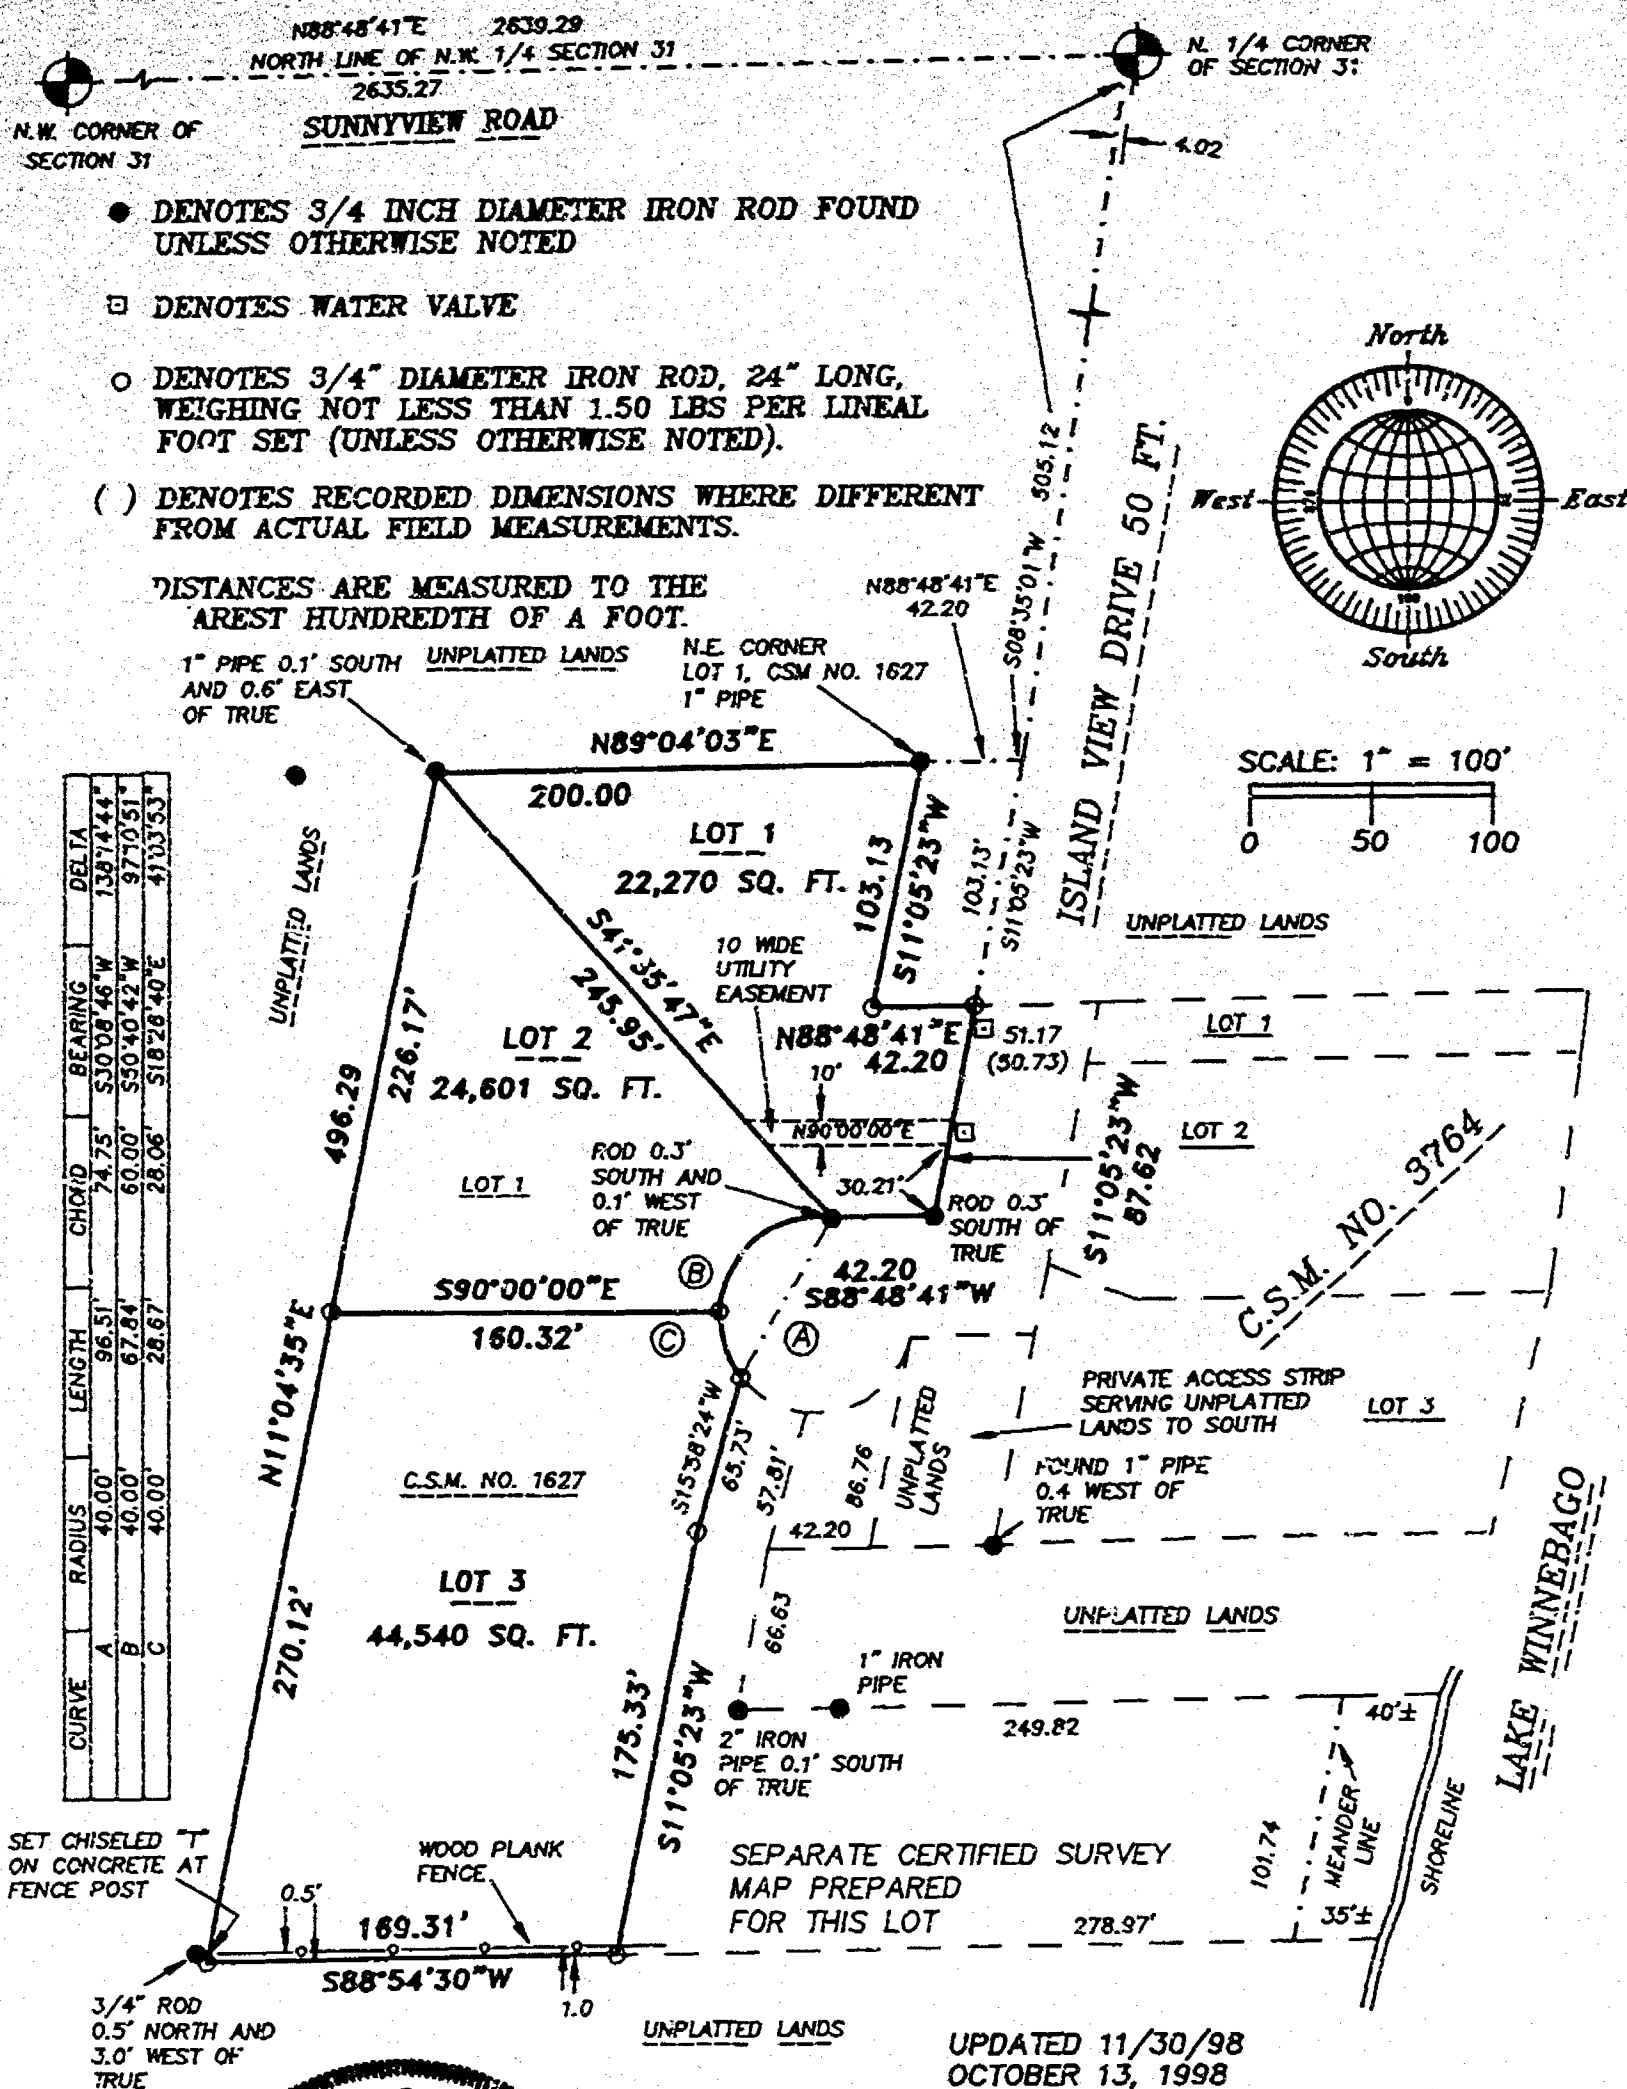 N88°48'41"E 2639.29
NORTH LINE OF N.W. 1/4 SECTION 31
2635.27
SUNNYVIEW ROAD
N.W. CORNER OF
SECTION 31
N. 1/4 CORNER
OF SECTION 31
4.02
DENOTES 3/4 INCH DIAMETER IRON ROD FOUND
UNLESS OTHERWISE NOTED
DENOTES WATER VALVE
DENOTES 3/4" DIAMETER IRON ROD, 24" LONG,
WEIGHING NOT LESS THAN 1.50 LBS PER LINEAL
FOOT SET (UNLESS OTHERWISE NOTED).
( ) DENOTES RECORDED DIMENSIONS WHERE DIFFERENT
FROM ACTUAL FIELD MEASUREMENTS.
DISTANCES ARE MEASURED TO THE
AREST HUNDREDTH OF A FOOT.
North
West
East
South
SCALE: 1" = 100'
0 50 100
S08°35'01"W 505.12
ISLAND VIEW DRIVE 50 FT.
N88°48'41"E
42.20
1" PIPE 0.1' SOUTH
AND 0.6' EAST
OF TRUE
UNPLATTED LANDS
N.E. CORNER
LOT 1, CSM NO. 1627
1" PIPE
N89°04'03"E
200.00
LOT 1
22,270 SQ. FT.
103.13
S11°05'23"W
103.13'
S11°05'23"W
UNPLATTED LANDS
UNPLATTED LANDS
S41°35'47"E
245.95'
10 WIDE
UTILITY
EASEMENT
LOT 2
24,601 SQ. FT.
N88°48'41"E
42.20
51.17
(50.73)
10'
N90°00'00"E
30.21'
LOT 1
LOT 2
S11°05'23"W
87.62
C.S.M. NO. 3764
496.29
226.17'
LOT 1
ROD 0.3'
SOUTH AND
0.1' WEST
OF TRUE
ROD 0.3'
SOUTH OF
TRUE
42.20
S88°48'41"W
B
C
A
S90°00'00"E
160.32'
N11°04'35"E
CURVE RADIUS LENGTH CHORD BEARING DELTA
A 40.00' 96.51' 74.75' S30°08'46"W 138°14'44"
B 40.00' 67.84' 60.00' S50°40'42"W 97°10'51"
C 40.00' 28.67' 28.06' S18°28'40"E 41°03'53"
PRIVATE ACCESS STRIP
SERVING UNPLATTED
LANDS TO SOUTH
LOT 3
C.S.M. NO. 1627
S15°58'24"W
65.73'
57.81'
86.76
UNPLATTED
LANDS
42.20
FOUND 1" PIPE
0.4 WEST OF
TRUE
LOT 3
44,540 SQ. FT.
270.12'
66.63
UNPLATTED LANDS
1" IRON
PIPE
2" IRON
PIPE 0.1' SOUTH
OF TRUE
249.82
40'±
LAKE WINNEBAGO
175.33'
S11°05'23"W
SET CHISELED "T"
ON CONCRETE AT
FENCE POST
WOOD PLANK
FENCE
0.5'
169.31'
S88°54'30"W
1.0
SEPARATE CERTIFIED SURVEY
MAP PREPARED
FOR THIS LOT
278.97'
101.74
MEANDER
LINE
35'±
SHORELINE
3/4" ROD
0.5' NORTH AND
3.0' WEST OF
TRUE
UNPLATTED LANDS
UPDATED 11/30/98
OCTOBER 13, 1998